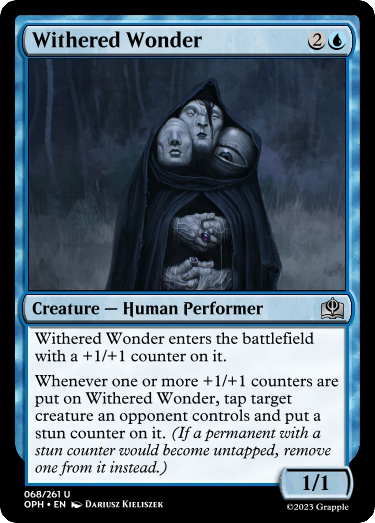 Withered Wonder 2
Creature — Human Performer
Withered Wonder enters the battlefield
with a +1/+1 counter on it.
Whenever one or more +1/+1 counters are
put on Withered Wonder, tap target
creature an opponent controls and put a
stun counter on it. (If a permanent with a
stun counter would become untapped, remove
one from it instead.)
1/1
068/261 U
OPH • EN Dariusz Kieliszek
©2023 Grapple